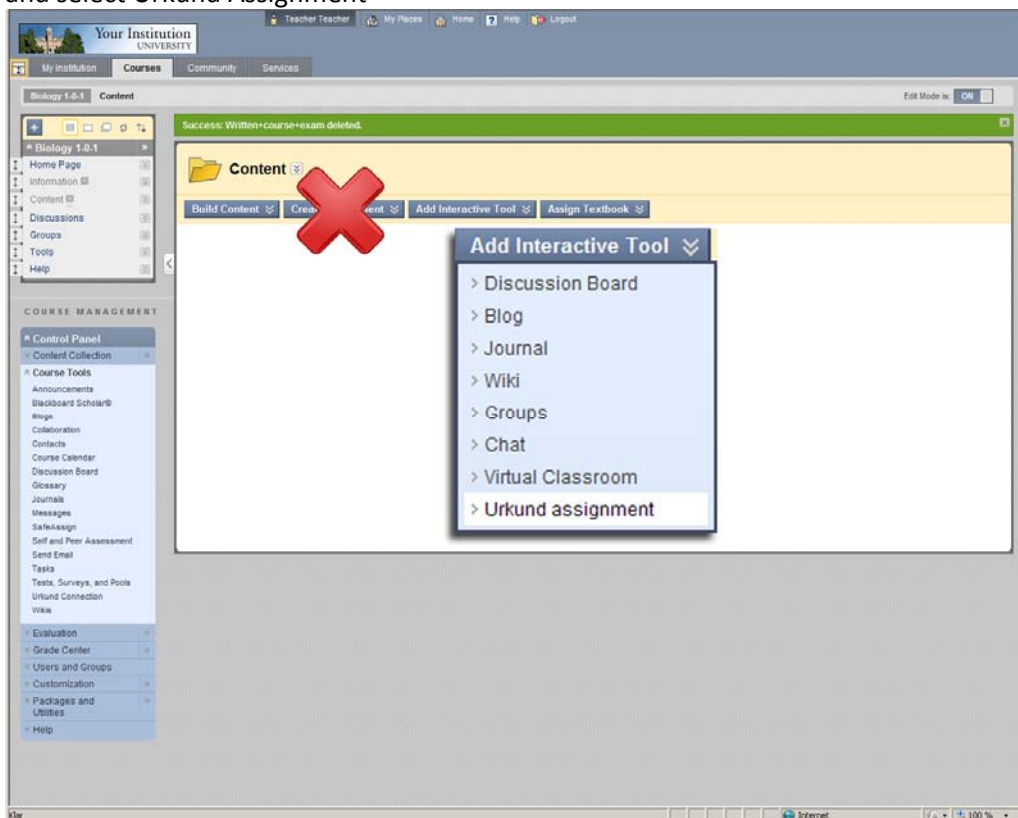 and select Urkund Assignment
Teacher Teacher My Places Home Help Logout
Your Institution
UNIVERSITY
My Institution Courses Community Services
Biology 1-0-1 Content Edit Mode is: ON
Success: Written+course+exam deleted.
Biology 1-0-1
Home Page
Information
Content
Discussions
Groups
Tools
Help
Content
Build Content Add Interactive Tool Assign Textbook
Add Interactive Tool
> Discussion Board
> Blog
> Journal
> Wiki
> Groups
> Chat
> Virtual Classroom
> Urkund assignment
COURSE MANAGEMENT
Control Panel
Content Collection
Course Tools
Announcements
Blackboard Scholar®
Blogs
Collaboration
Contacts
Course Calendar
Discussion Board
Glossary
Journals
Messages
SafeAssign
Self and Peer Assessment
Send Email
Tasks
Tests, Surveys, and Pools
Urkund Connection
Wikis
Evaluation
Grade Center
Users and Groups
Customization
Packages and
Utilities
Help
Klar Internet 100 %